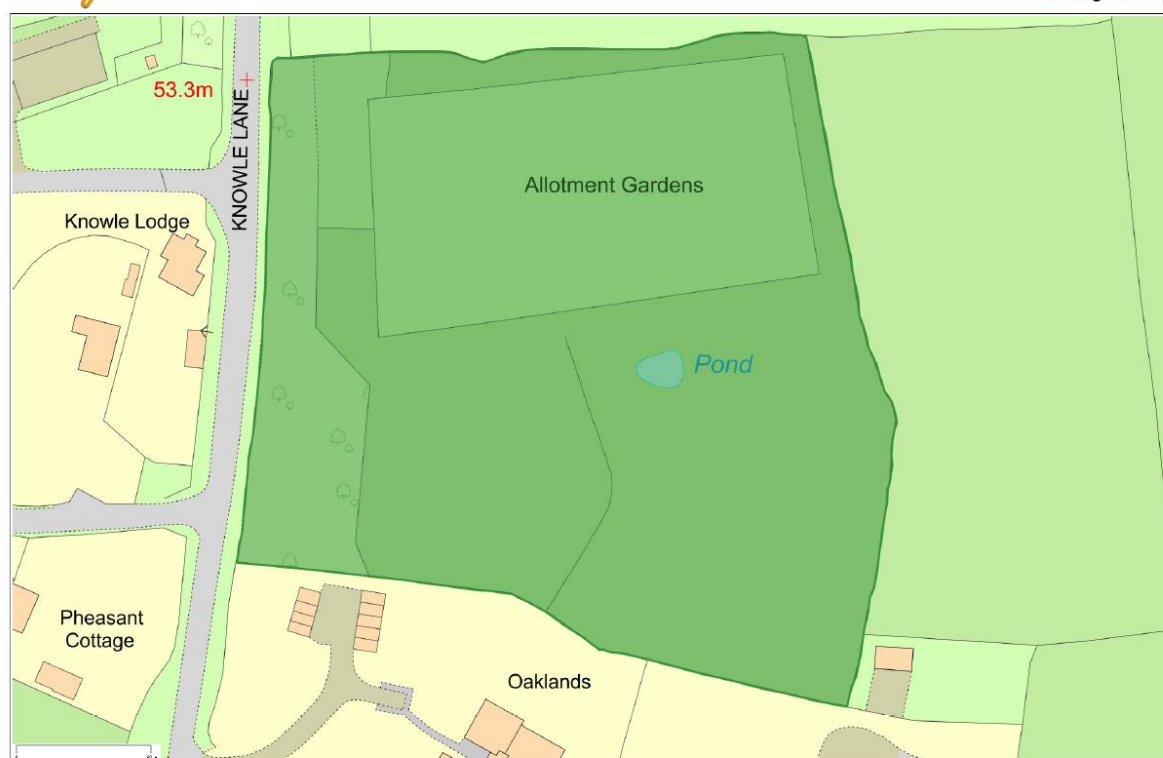 53.3m
KNOWLE LANE
Allotment Gardens
Knowle Lodge
Pond
Pheasant
Cottage
Oaklands